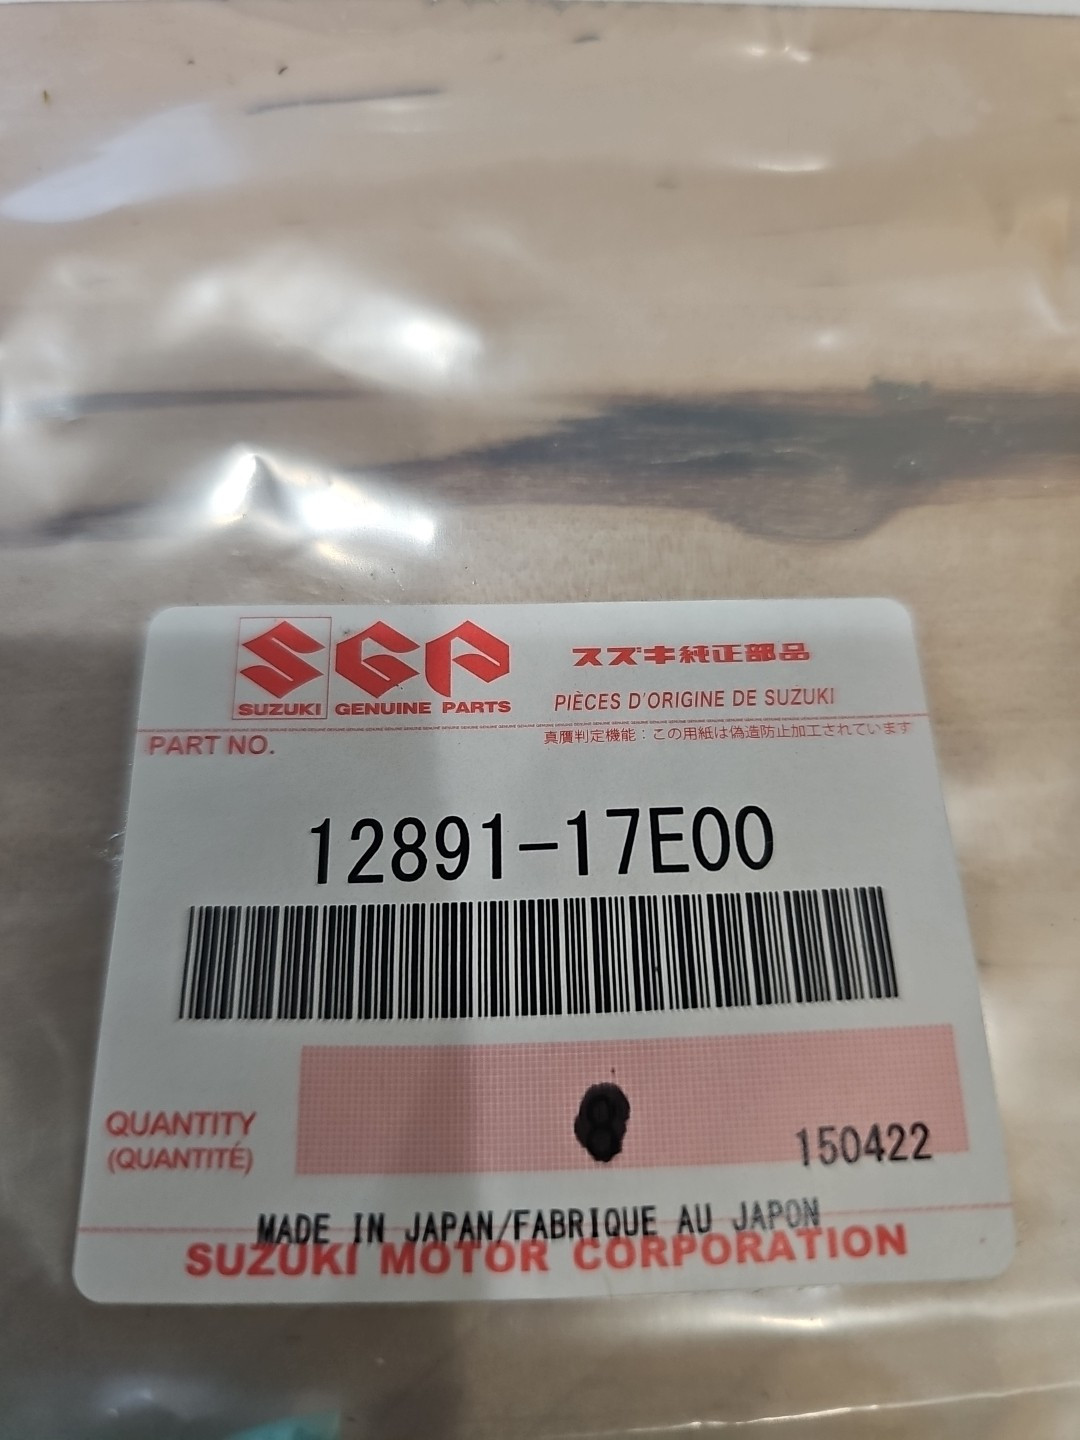 SGP
スズキ純正部品
SUZUKI GENUINE PARTS
PIÈCES D'ORIGINE DE SUZUKI
PART NO.
真贋判定機能：この用紙は偽造防止加工されています
12891-17E00
QUANTITY
(QUANTITÉ)
8
150422
MADE IN JAPAN/FABRIQUE AU JAPON
SUZUKI MOTOR CORPORATION